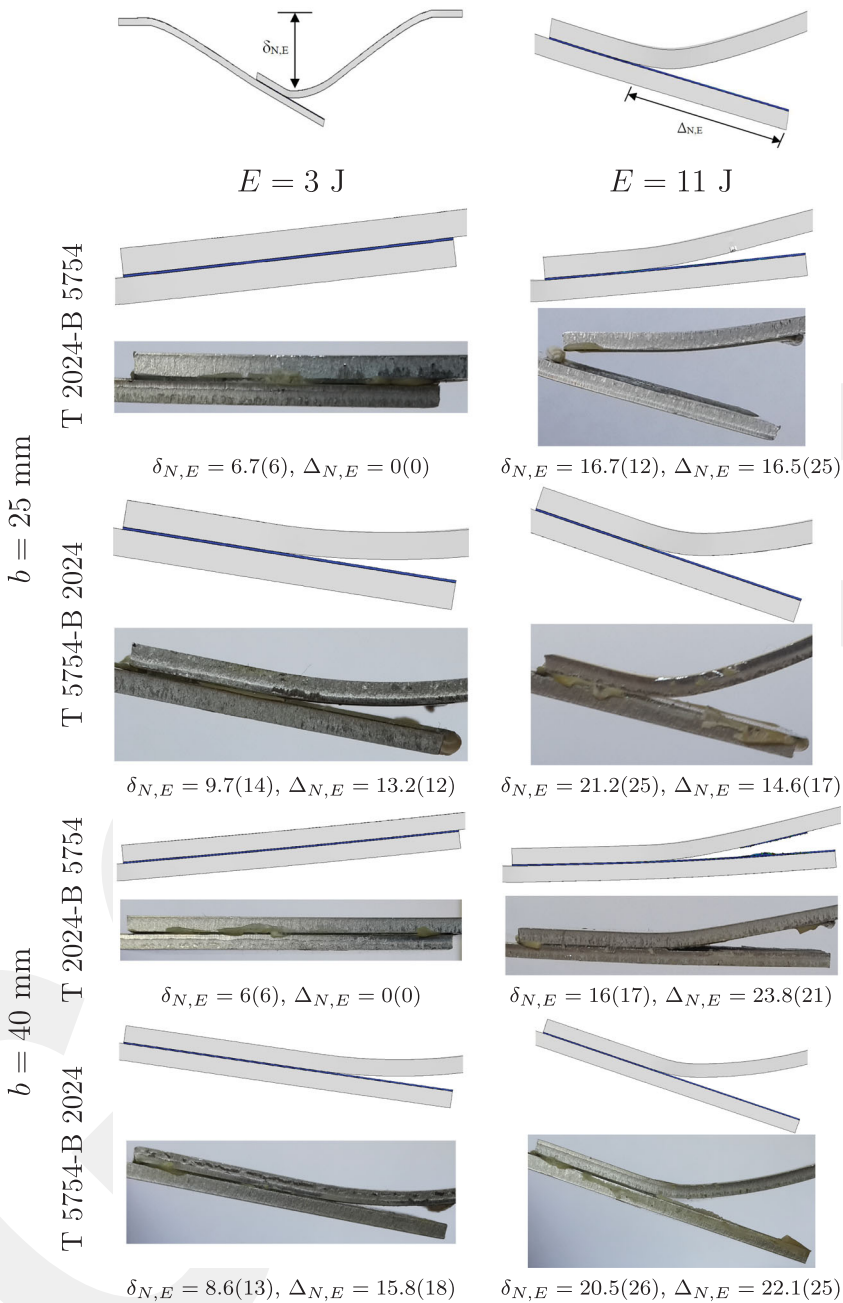 δN,E
ΔN,E
E = 3 J
E = 11 J
b = 25 mm
T 2024-B 5754
δN,E = 6.7(6), ΔN,E = 0(0)
δN,E = 16.7(12), ΔN,E = 16.5(25)
T 5754-B 2024
δN,E = 9.7(14), ΔN,E = 13.2(12)
δN,E = 21.2(25), ΔN,E = 14.6(17)
b = 40 mm
T 2024-B 5754
δN,E = 6(6), ΔN,E = 0(0)
δN,E = 16(17), ΔN,E = 23.8(21)
T 5754-B 2024
δN,E = 8.6(13), ΔN,E = 15.8(18)
δN,E = 20.5(26), ΔN,E = 22.1(25)